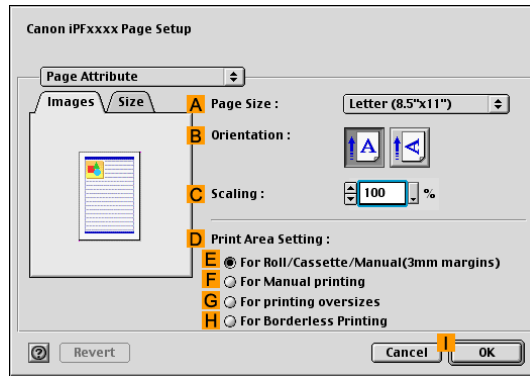 Canon iPFxxxx Page Setup
Page Attribute
Images Size
A Page Size : Letter (8.5"x11")
B Orientation : A A
C Scaling : 100 %
D Print Area Setting :
E For Roll/Cassette/Manual(3mm margins)
F For Manual printing
G For printing oversizes
H For Borderless Printing
? Revert Cancel I OK